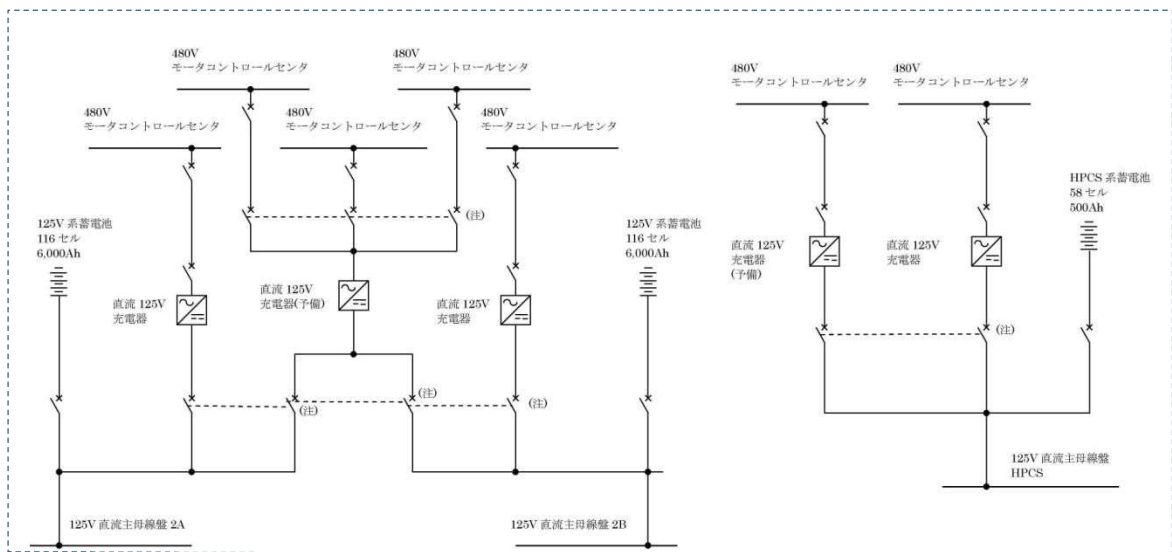 480V
モータコントロールセンタ
480V
モータコントロールセンタ
480V
モータコントロールセンタ
480V
モータコントロールセンタ
480V
モータコントロールセンタ
(注)
125V 系蓄電池
116 セル
6,000Ah
直流 125V
充電器
直流 125V
充電器(予備)
直流 125V
充電器
125V 系蓄電池
116 セル
6,000Ah
(注)
(注)
(注)
125V 直流主母線盤 2A
125V 直流主母線盤 2B
480V
モータコントロールセンタ
480V
モータコントロールセンタ
HPCS 系蓄電池
58 セル
500Ah
直流 125V
充電器
(予備)
直流 125V
充電器
(注)
125V 直流主母線盤
HPCS